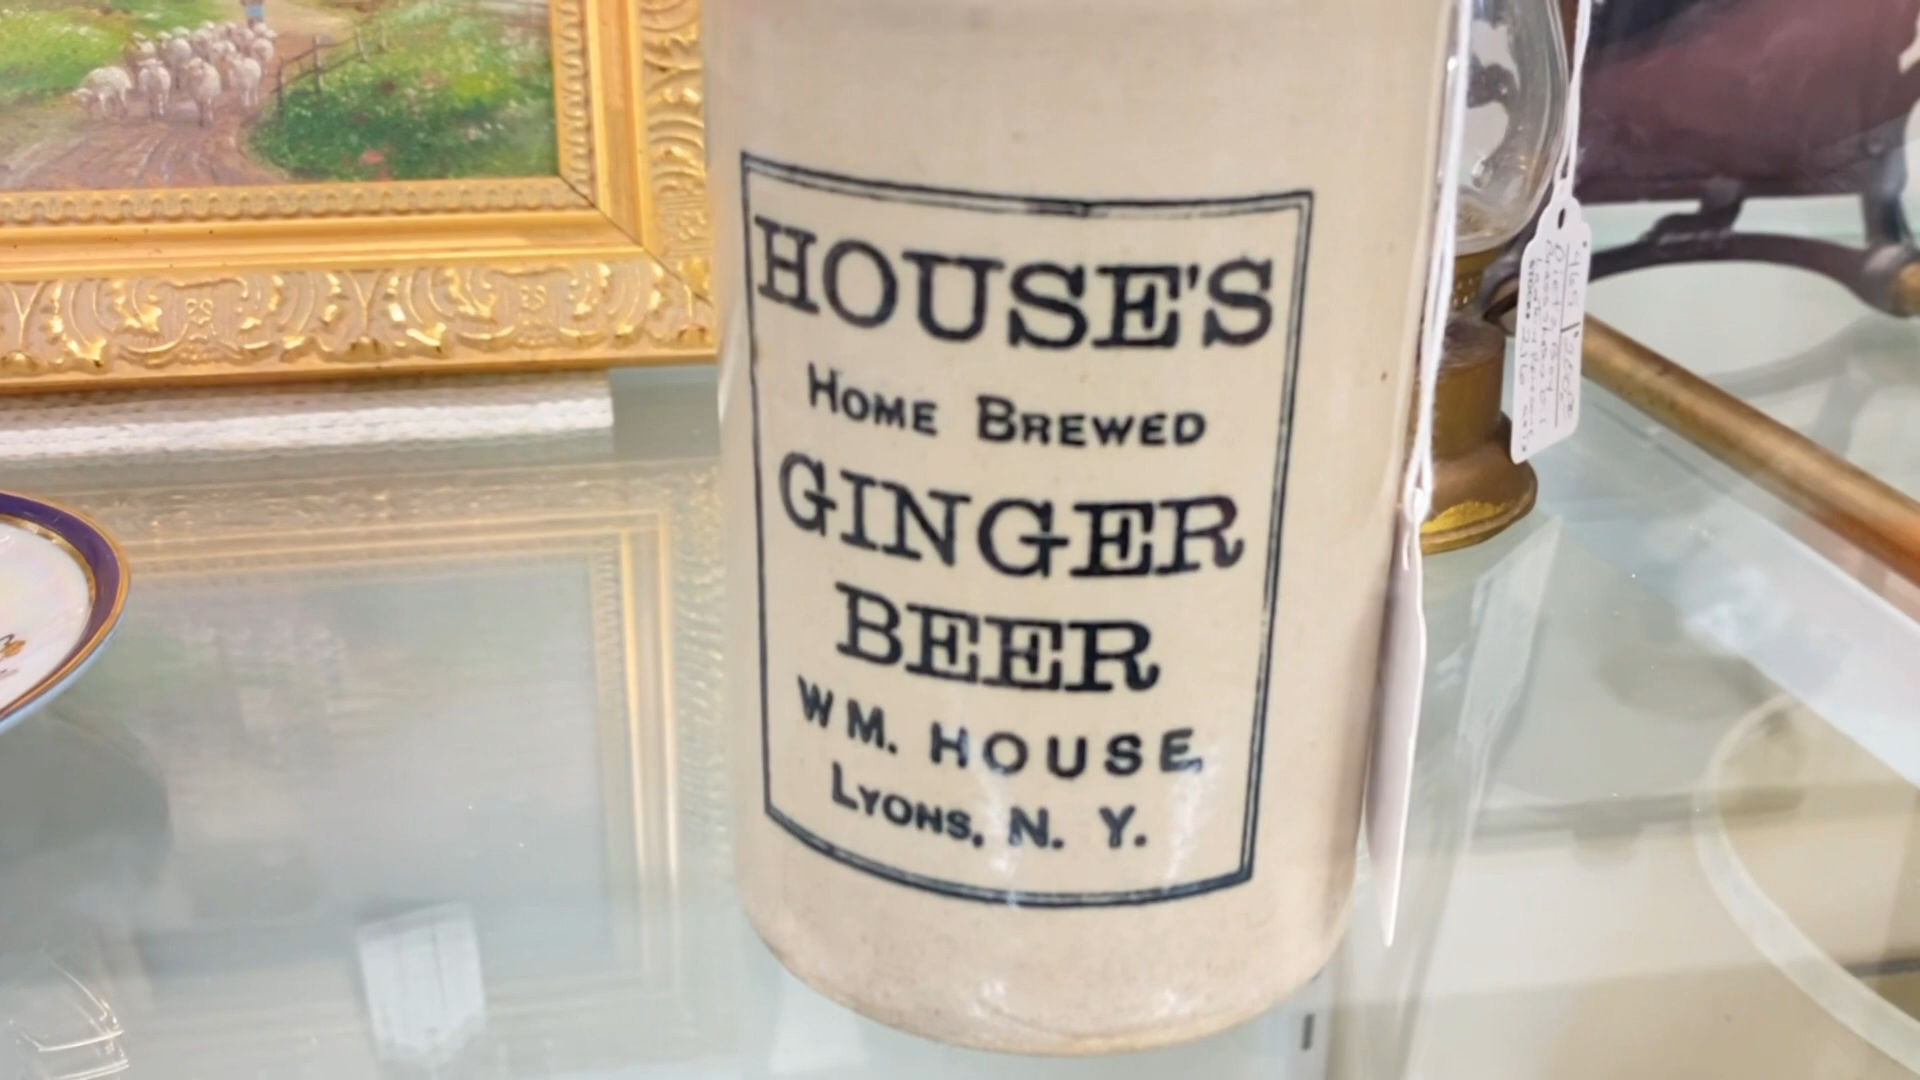 HOUSE'S
HOME BREWED
GINGER
BEER
WM. HOUSE,
LYONS, N. Y.